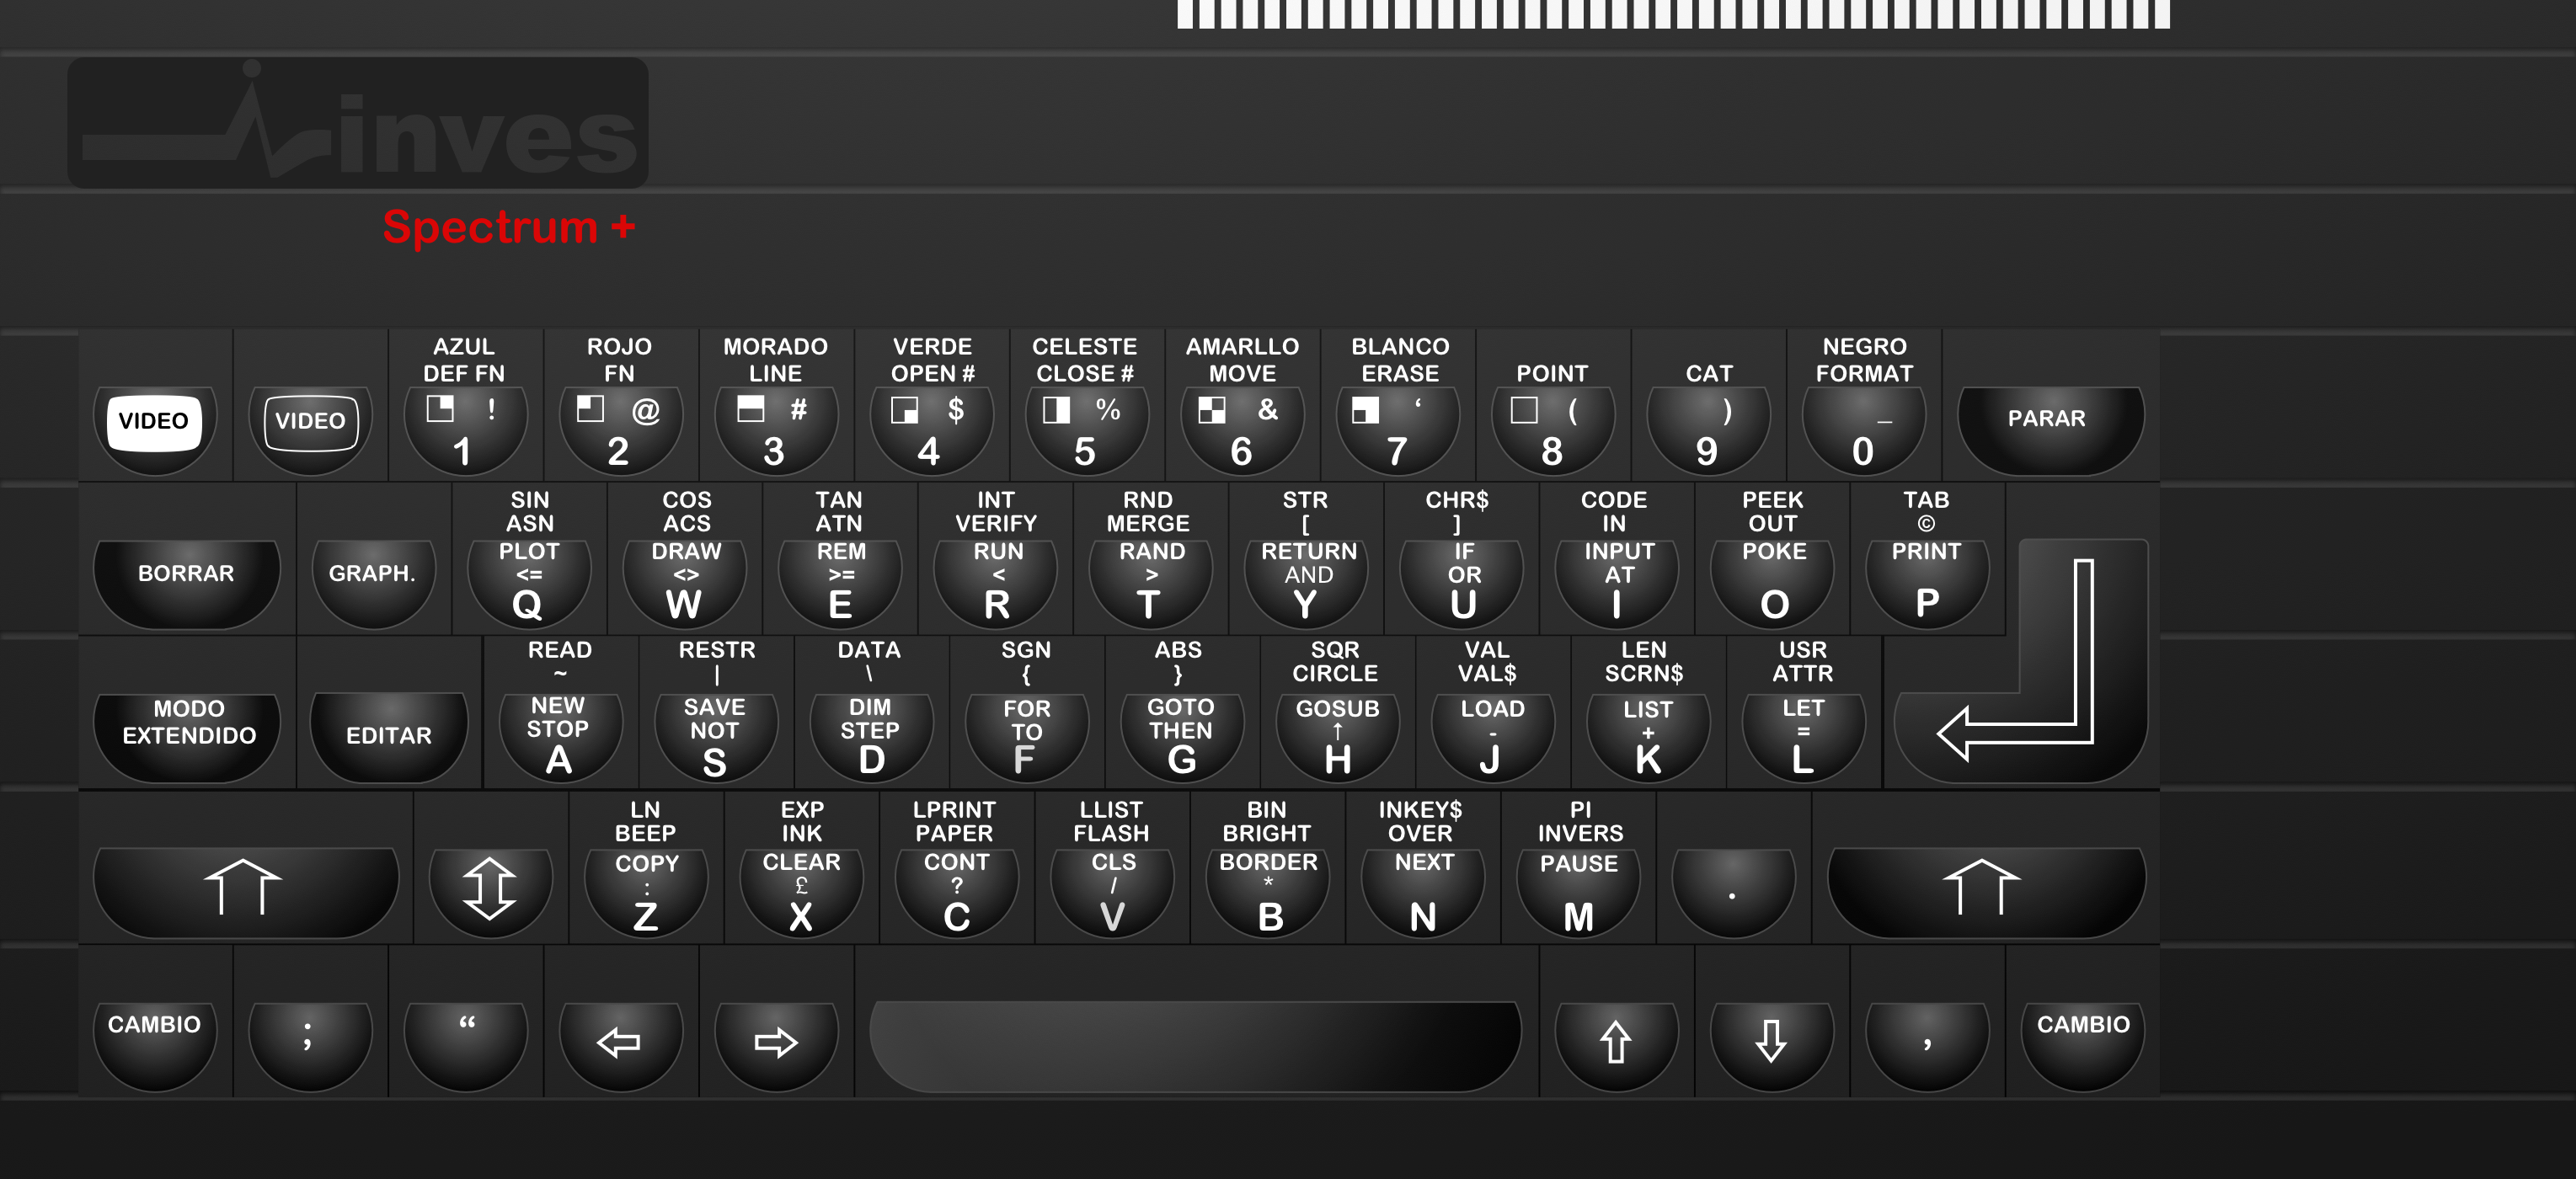 inves
Spectrum +
AZUL ROJO MORADO VERDE CELESTE AMARLLO BLANCO NEGRO
DEF FN FN LINE OPEN # CLOSE # MOVE ERASE POINT CAT FORMAT
VIDEO VIDEO ! @ # $ % & ‘ ( ) _ PARAR
1 2 3 4 5 6 7 8 9 0
SIN COS TAN INT RND STR CHR$ CODE PEEK TAB
ASN ACS ATN VERIFY MERGE [ ] IN OUT ©
PLOT DRAW REM RUN RAND RETURN IF INPUT POKE PRINT
BORRAR GRAPH. <= <> >= < > AND OR AT
Q W E R T Y U I O P
READ RESTR DATA SGN ABS SQR VAL LEN USR
~ | \ { } CIRCLE VAL$ SCRN$ ATTR
MODO NEW SAVE DIM FOR GOTO GOSUB LOAD LIST LET
EXTENDIDO EDITAR STOP NOT STEP TO THEN ↑ - + =
A S D F G H J K L
LN EXP LPRINT LLIST BIN INKEY$ PI
BEEP INK PAPER FLASH BRIGHT OVER INVERS
COPY CLEAR CONT CLS BORDER NEXT PAUSE
: £ ? / * .
Z X C V B N M
CAMBIO ; “ , CAMBIO